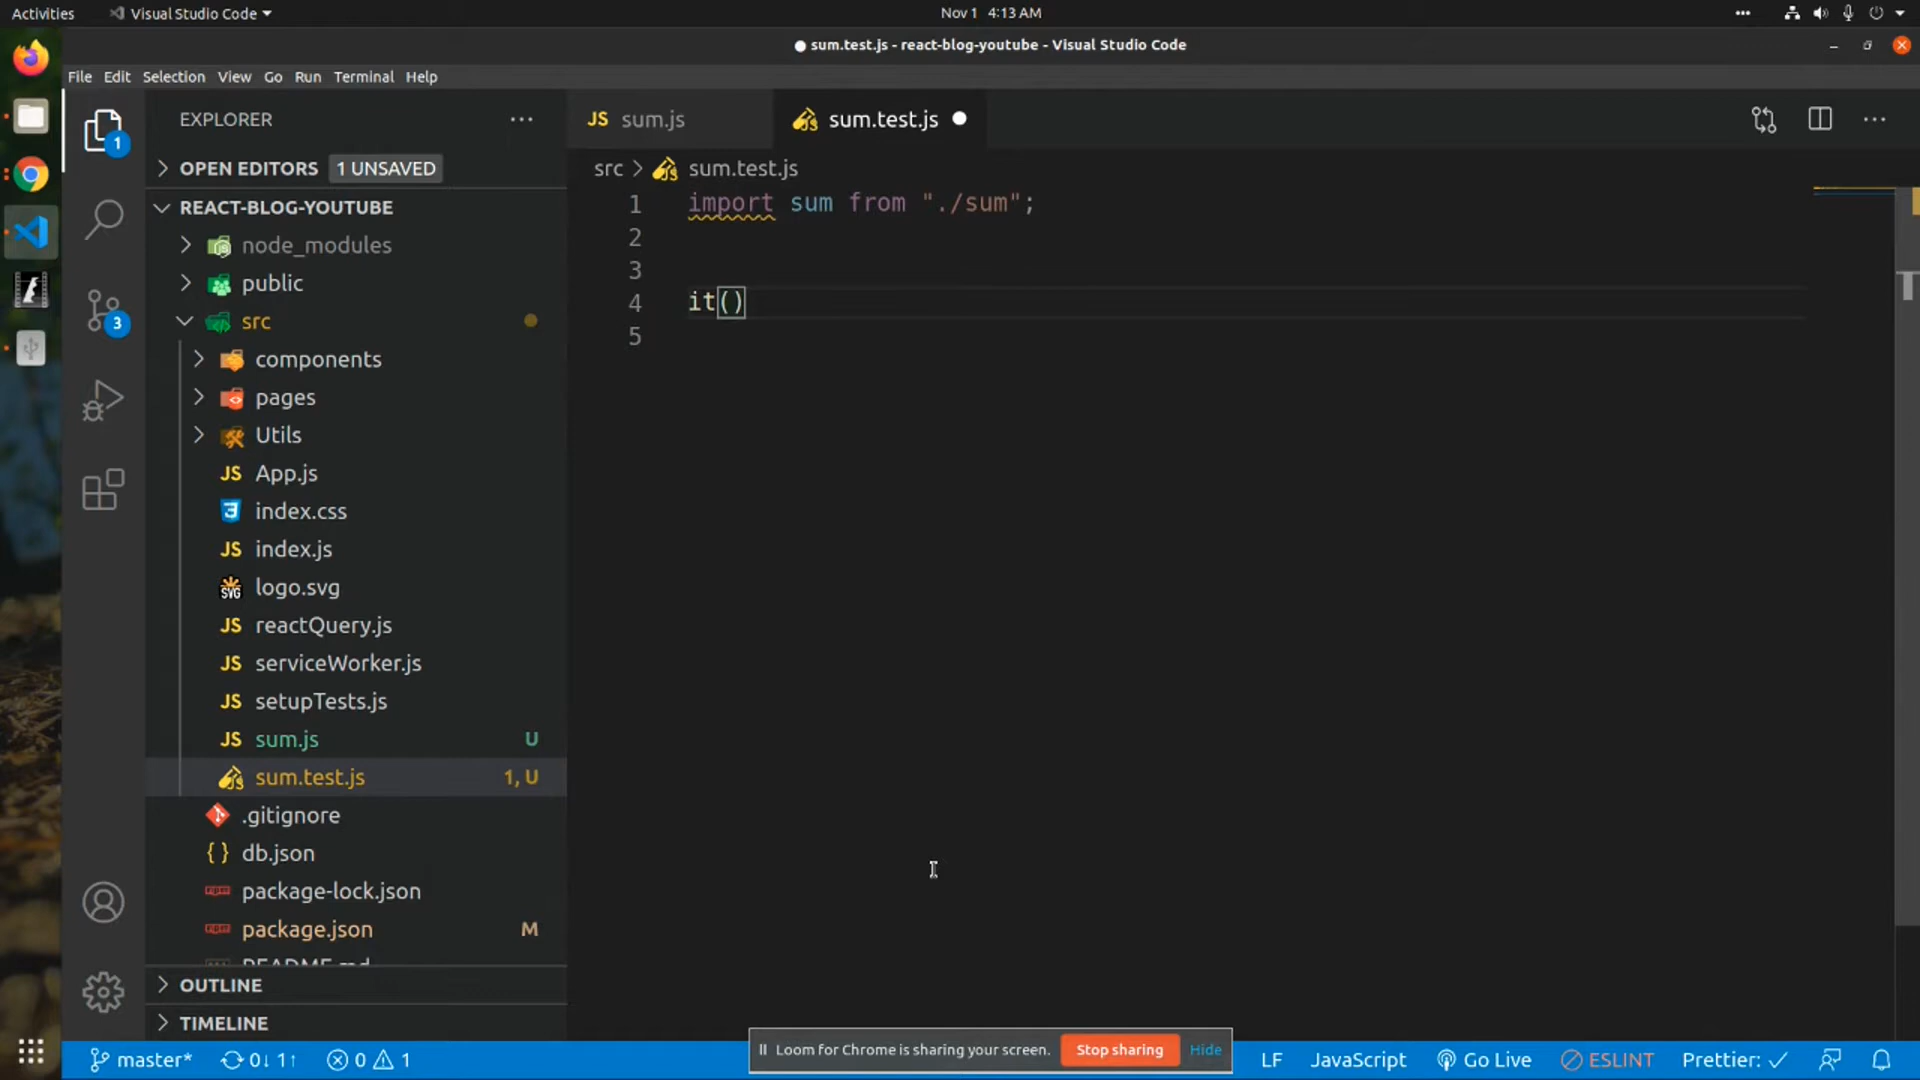 Activities
Visual Studio Code
Nov 1 4:13 AM
sum.test.js - react-blog-youtube - Visual Studio Code
File Edit Selection View Go Run Terminal Help
EXPLORER
JS sum.js
sum.test.js
1
OPEN EDITORS 1 UNSAVED
src > sum.test.js
REACT-BLOG-YOUTUBE
1 import sum from "./sum";
2
3
4 it()
5
node_modules
public
src
3
components
pages
Utils
JS App.js
index.css
JS index.js
SVG logo.svg
JS reactQuery.js
JS serviceWorker.js
JS setupTests.js
JS sum.js U
sum.test.js 1, U
.gitignore
{ } db.json
package-lock.json
package.json M
README.md
OUTLINE
TIMELINE
Loom for Chrome is sharing your screen. Stop sharing Hide
master* 0↓ 1↑ 0 1 LF JavaScript Go Live ESLINT Prettier: ✓